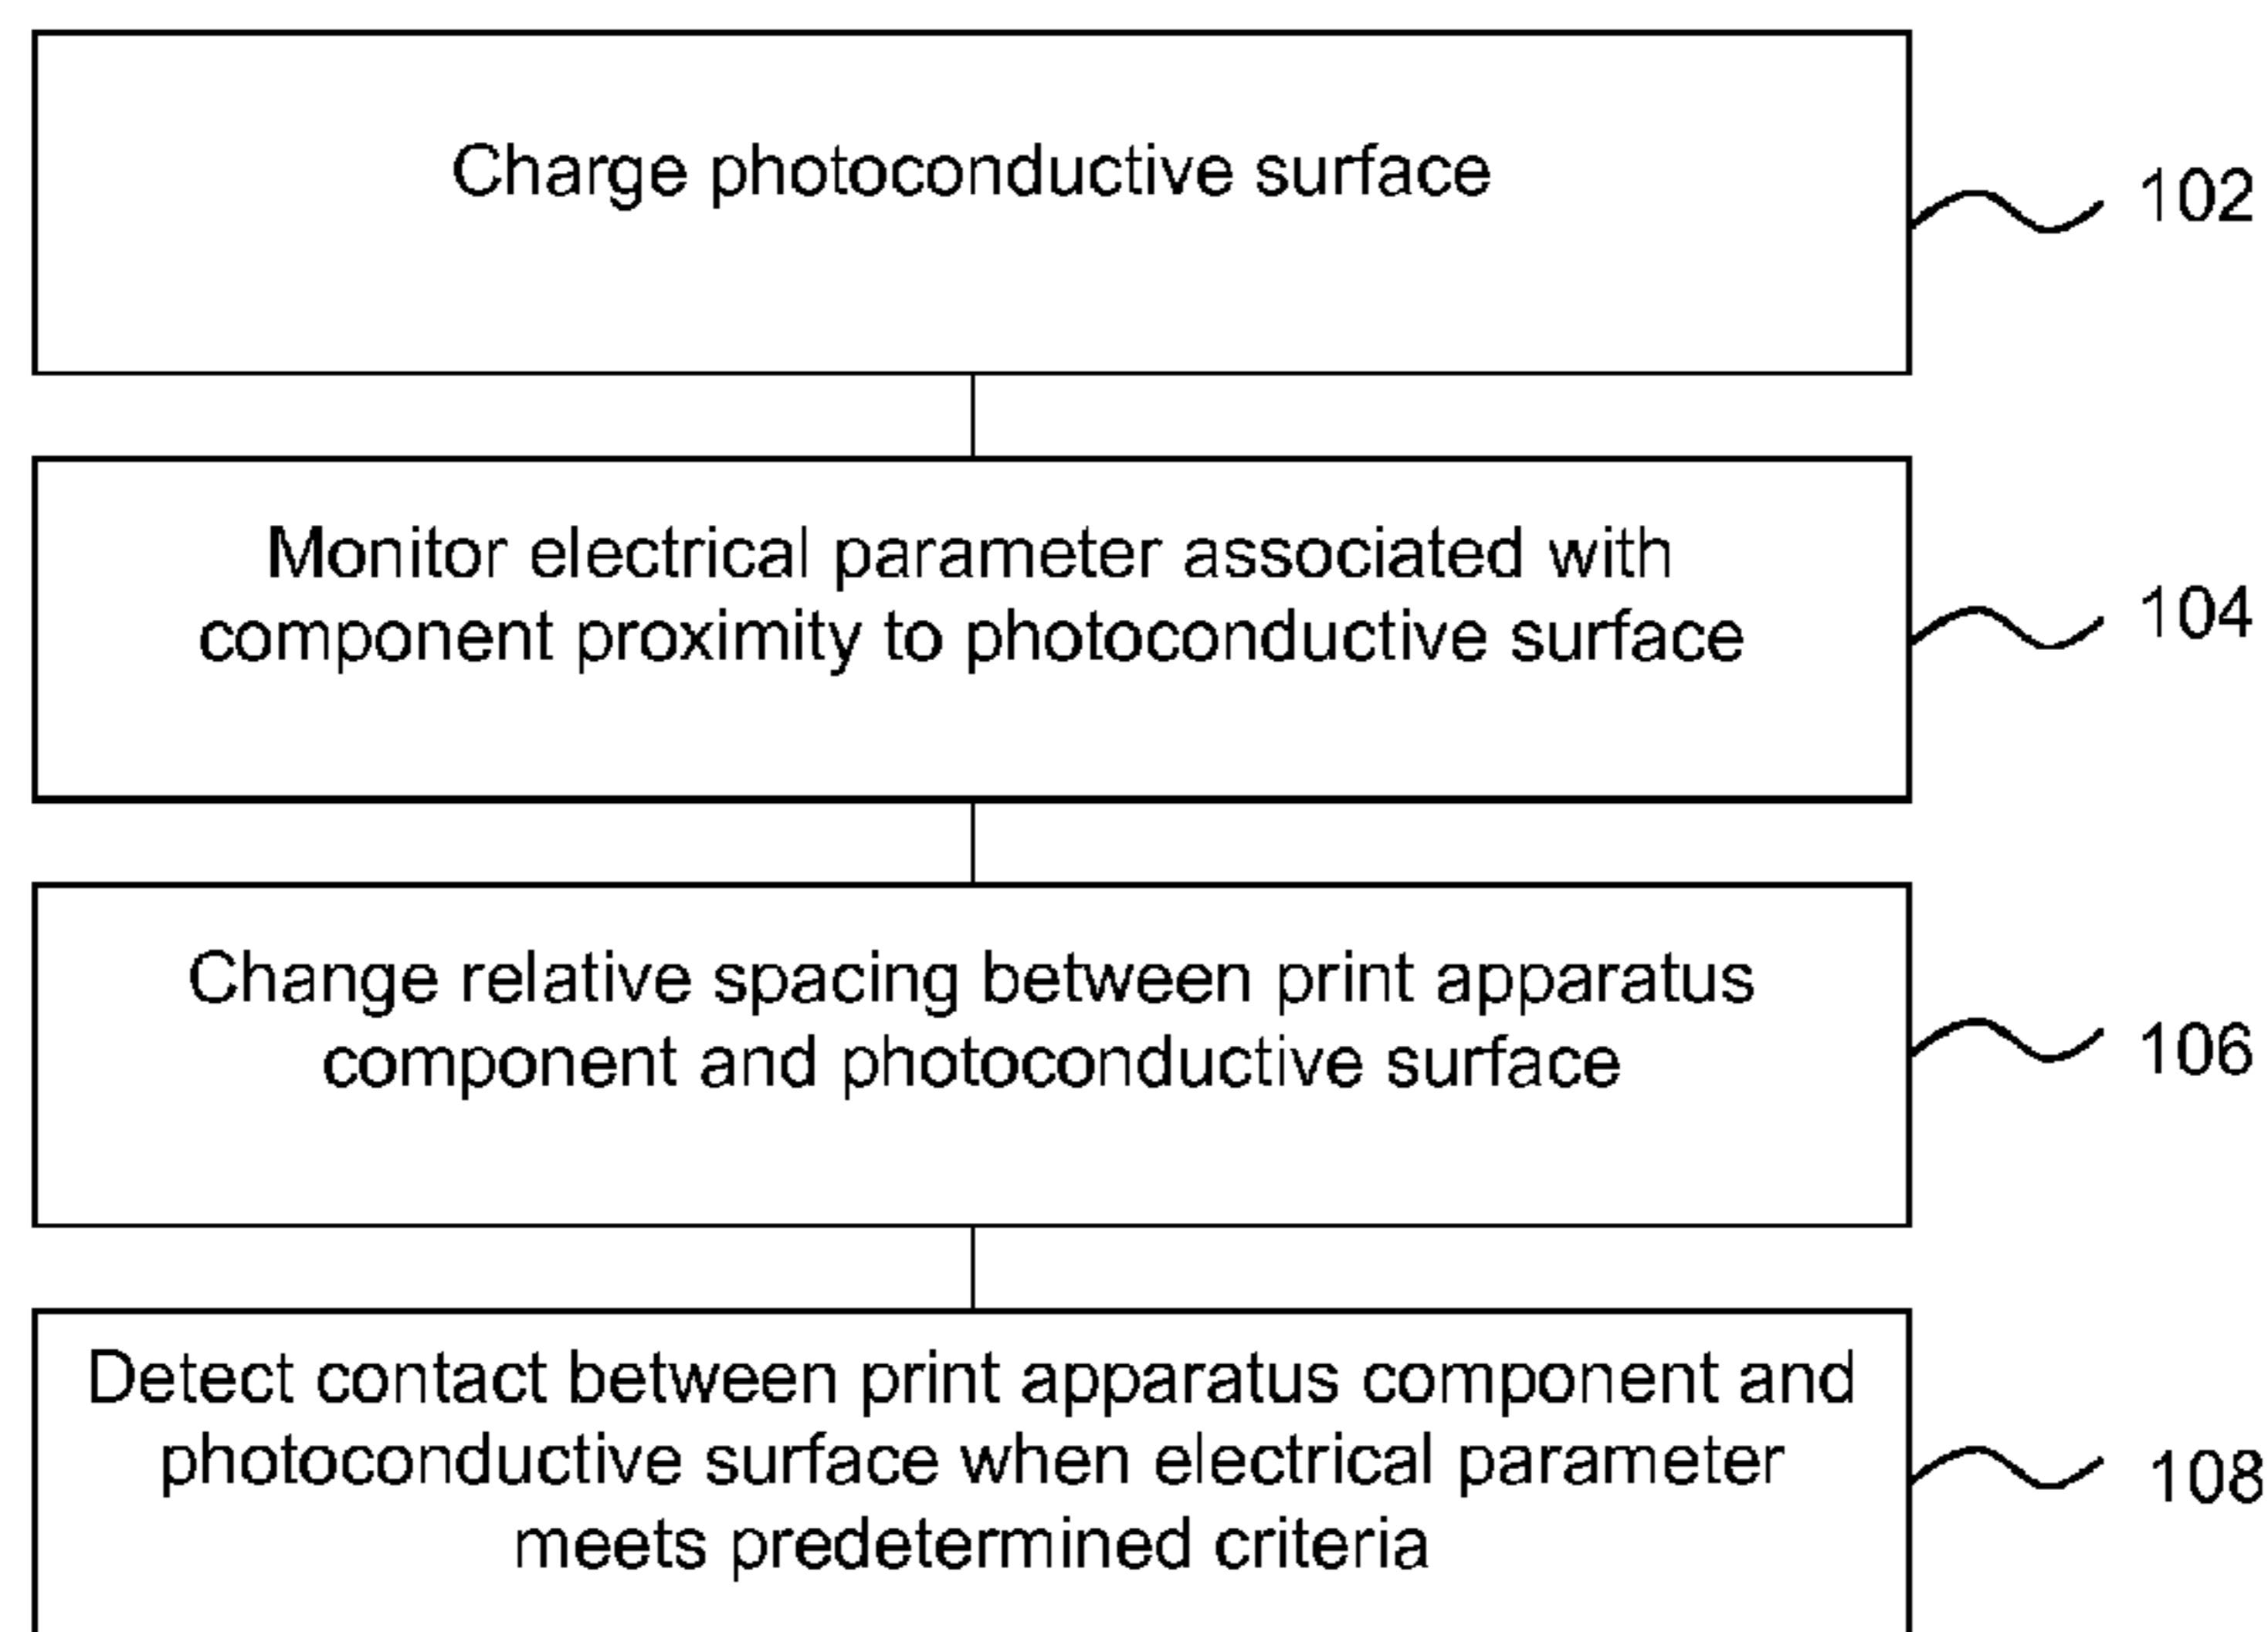 Charge photoconductive surface
102
Monitor electrical parameter associated with
component proximity to photoconductive surface
104
Change relative spacing between print apparatus
component and photoconductive surface
106
Detect contact between print apparatus component and
photoconductive surface when electrical parameter
meets predetermined criteria
108